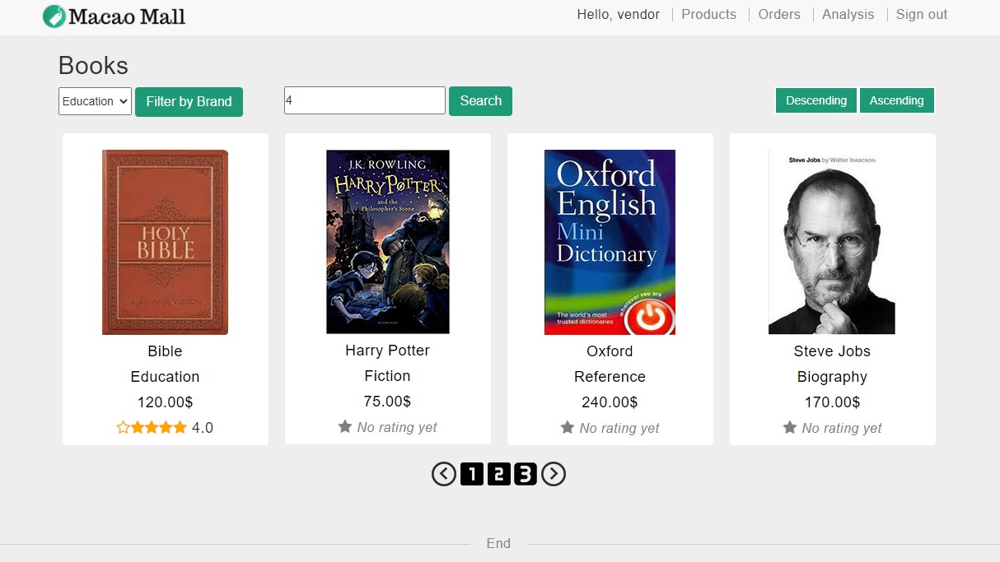 Macao Mall
Hello, vendor
Products
Orders
Analysis
Sign out
Books
Education
Filter by Brand
4
Search
Descending
Ascending
HOLY
BIBLE
J.K. ROWLING
HARRY POTTER
and the
Philosopher's Stone
Oxford
English
Mini
Dictionary
wherever you are
The world's most
trusted dictionaries
Steve Jobs by Walter Isaacson
Bible
Education
120.00$
4.0
Harry Potter
Fiction
75.00$
No rating yet
Oxford
Reference
240.00$
No rating yet
Steve Jobs
Biography
170.00$
No rating yet
1 2 3
End